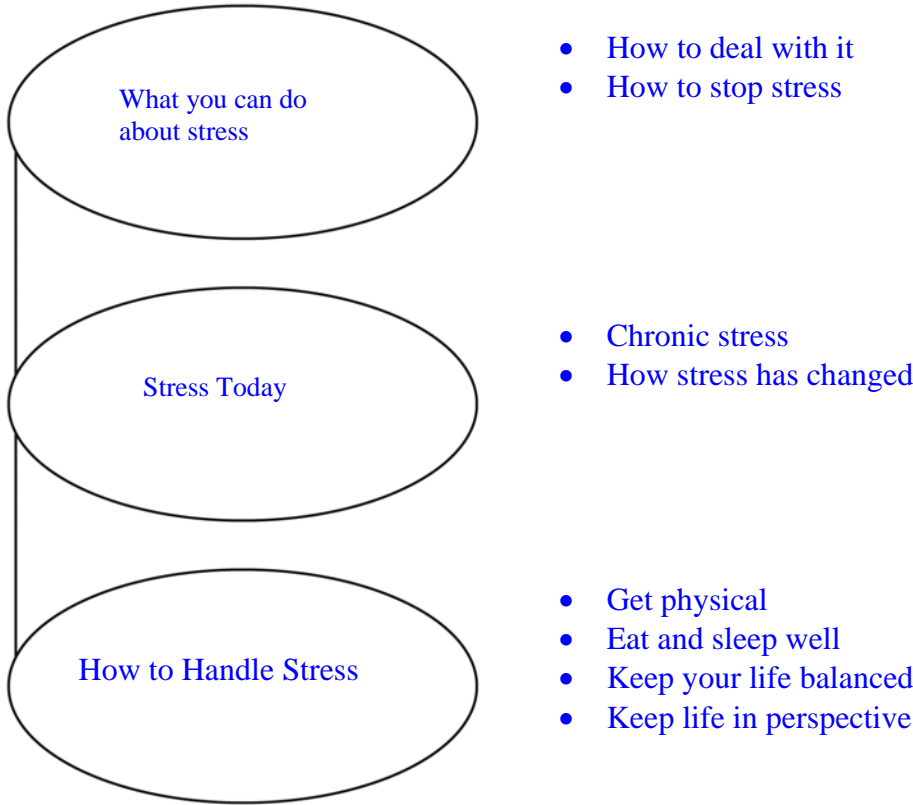 What you can do
about stress
• How to deal with it
• How to stop stress
Stress Today
• Chronic stress
• How stress has changed
How to Handle Stress
• Get physical
• Eat and sleep well
• Keep your life balanced
• Keep life in perspective